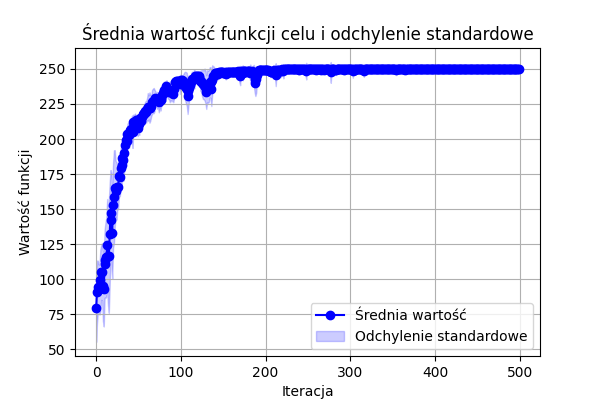 Średnia wartość funkcji celu i odchylenie standardowe
Wartość funkcji
250
225
200
175
150
125
100
75
50
0 100 200 300 400 500
Iteracja
Średnia wartość
Odchylenie standardowe